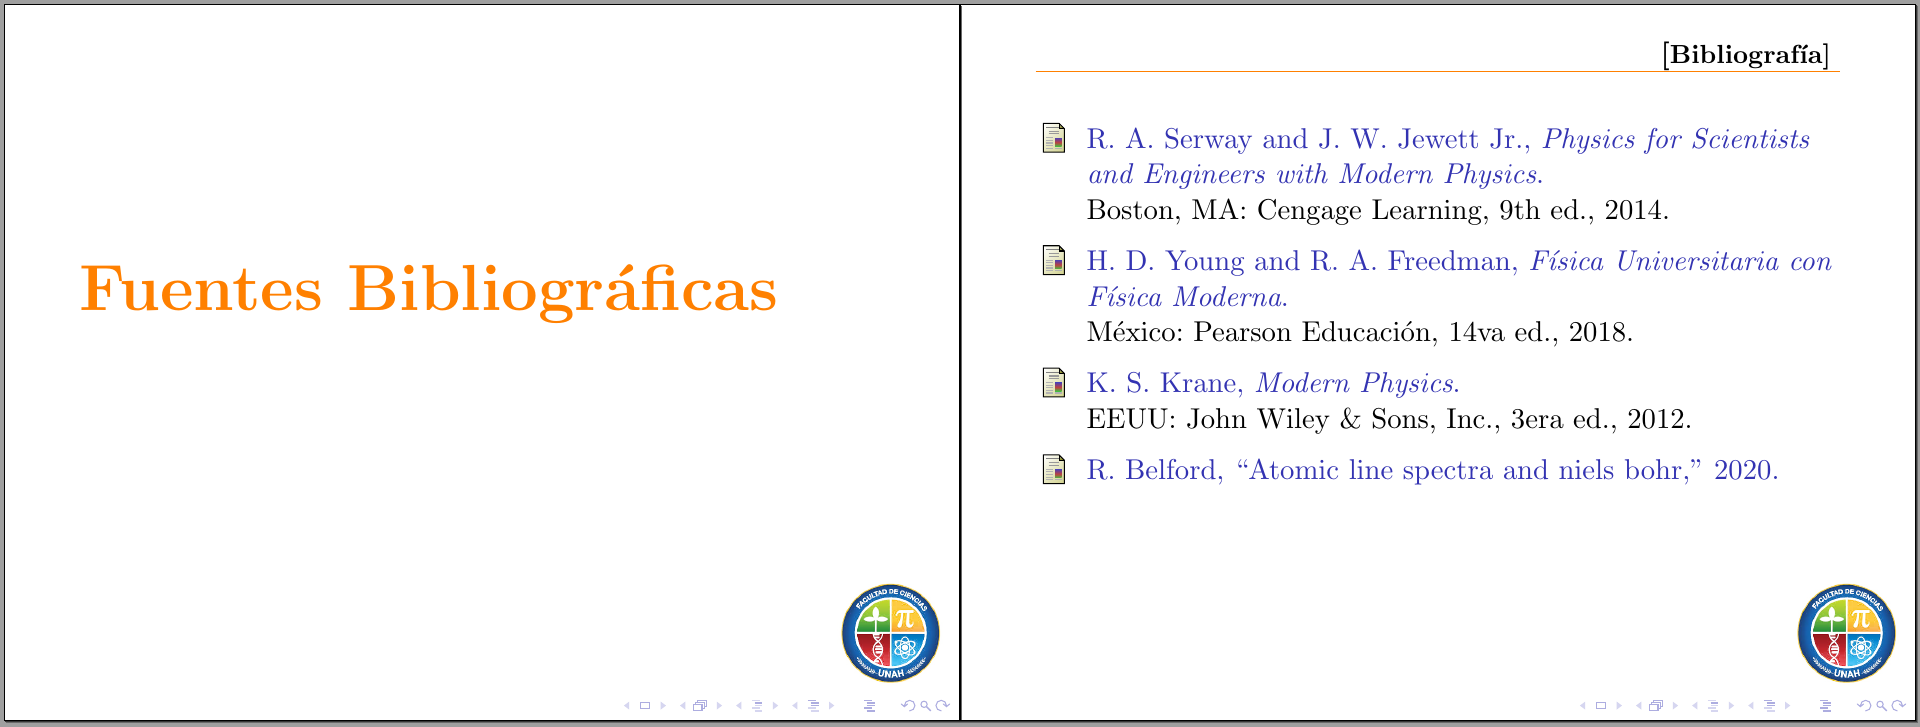 Fuentes Bibliográficas
FACULTAD DE CIENCIAS
π
UNAH
[Bibliografía]
R. A. Serway and J. W. Jewett Jr., Physics for Scientists
and Engineers with Modern Physics.
Boston, MA: Cengage Learning, 9th ed., 2014.
H. D. Young and R. A. Freedman, Física Universitaria con
Física Moderna.
México: Pearson Educación, 14va ed., 2018.
K. S. Krane, Modern Physics.
EEUU: John Wiley & Sons, Inc., 3era ed., 2012.
R. Belford, “Atomic line spectra and niels bohr,” 2020.
FACULTAD DE CIENCIAS
π
UNAH